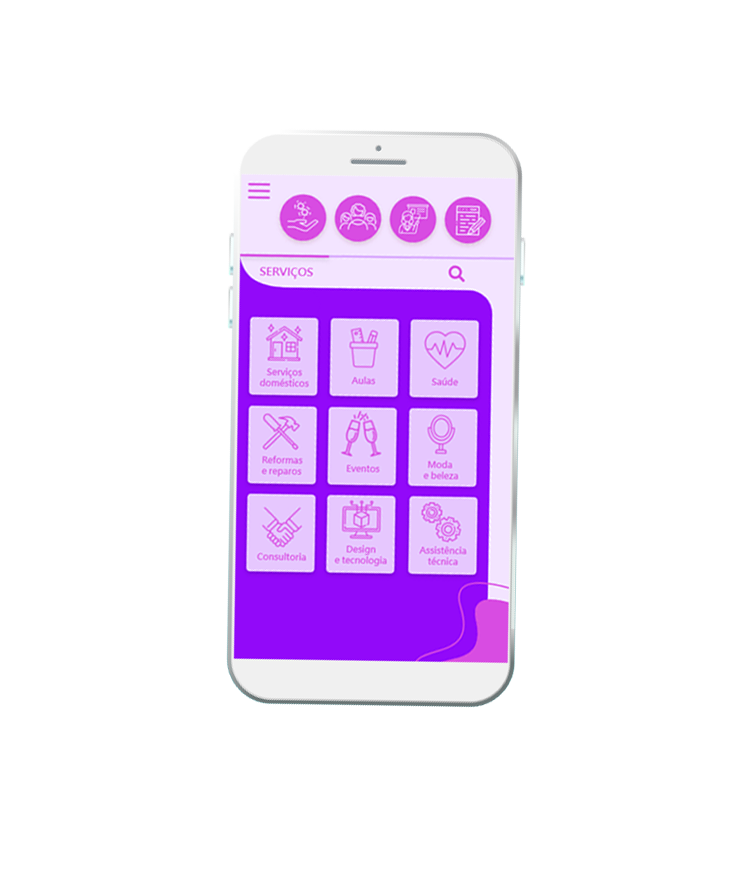 SERVIÇOS
Serviços
domésticos
Aulas
Saúde
Reformas
e reparos
Eventos
Moda
e beleza
Consultoria
Design
e tecnologia
Assistência
técnica